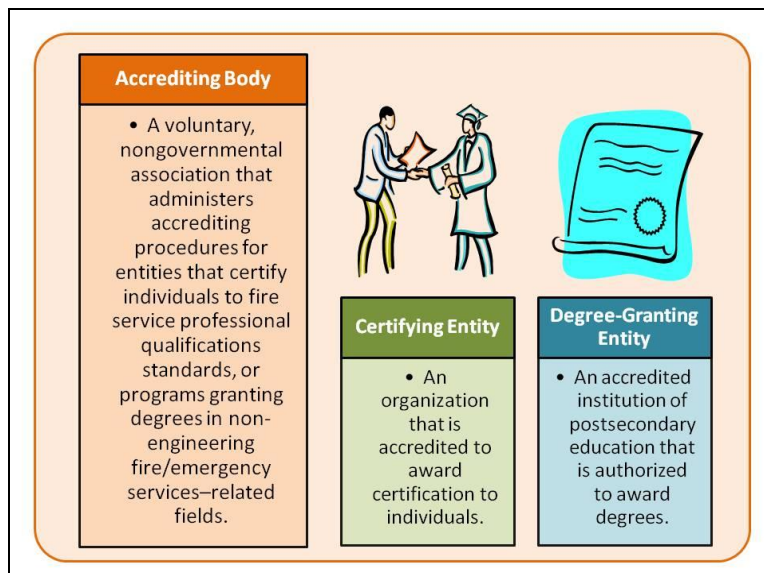 Accrediting Body
• A voluntary,
nongovernmental
association that
administers
accrediting
procedures for
entities that certify
individuals to fire
service professional
qualifications
standards, or
programs granting
degrees in non-
engineering
fire/emergency
services–related
fields.
Certifying Entity
• An
organization
that is
accredited to
award
certification to
individuals.
Degree-Granting
Entity
• An accredited
institution of
postsecondary
education that
is authorized
to award
degrees.